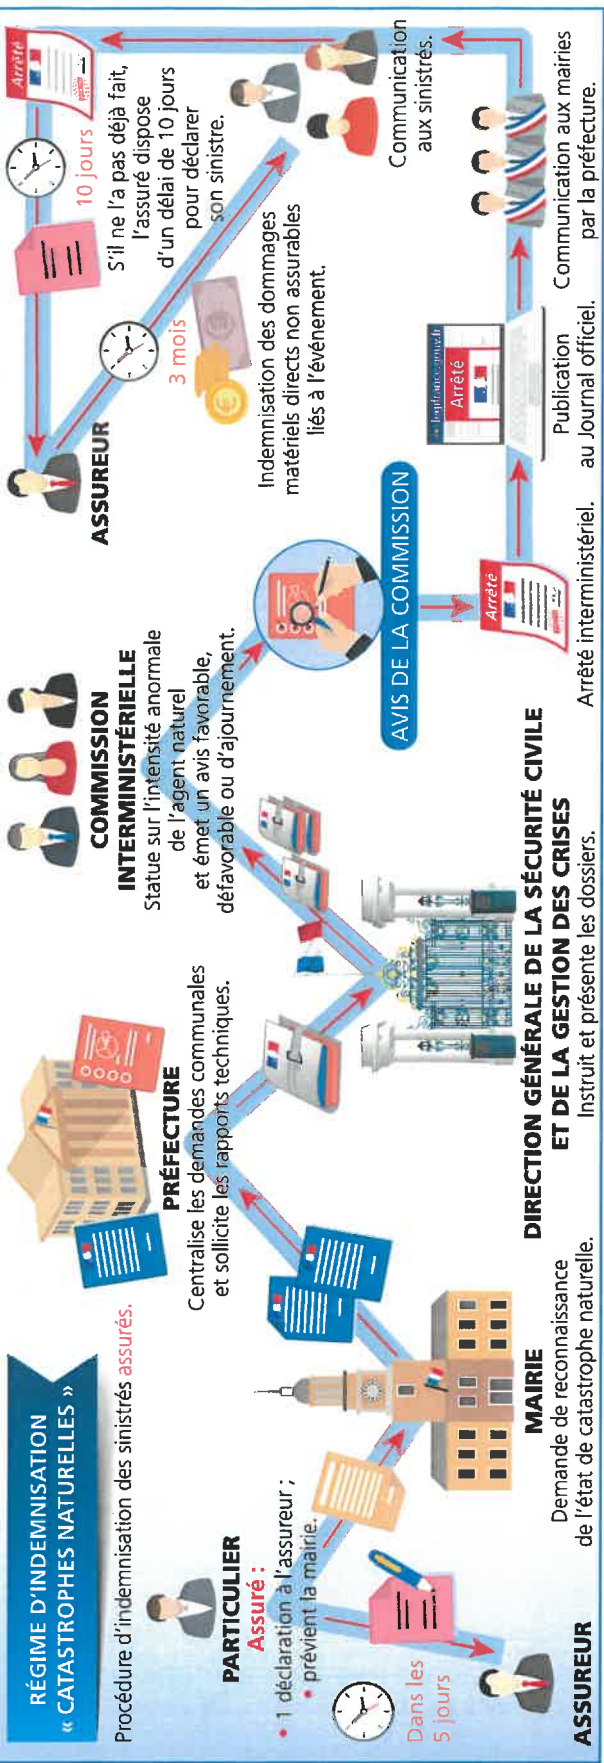 RÉGIME D'INDEMNISATION
« CATASTROPHES NATURELLES »
Procédure d'indemnisation des sinistrés assurés.
PARTICULIER
Assuré :
• 1 déclaration à l'assureur ;
• prévient la mairie.
Dans les
5 jours
ASSUREUR
MAIRIE
Demande de reconnaissance
de l'état de catastrophe naturelle.
PRÉFECTURE
Centralise les demandes communales
et sollicite les rapports techniques.
DIRECTION GÉNÉRALE DE LA SÉCURITÉ CIVILE
ET DE LA GESTION DES CRISES
Instruit et présente les dossiers.
COMMISSION
INTERMINISTÉRIELLE
Statue sur l'intensité anormale
de l'agent naturel
et émet un avis favorable,
défavorable ou d'ajournement.
AVIS DE LA COMMISSION
Arrêté
Arrêté interministériel.
legifrance.gouv.fr
Arrêté
Publication
au Journal officiel.
Communication aux mairies
par la préfecture.
Communication
aux sinistrés.
Arrêté
10 jours
S'il ne l'a pas déjà fait,
l'assuré dispose
d'un délai de 10 jours
pour déclarer
son sinistre.
ASSUREUR
3 mois
Indemnisation des dommages
matériels directs non assurables
liés à l'événement.